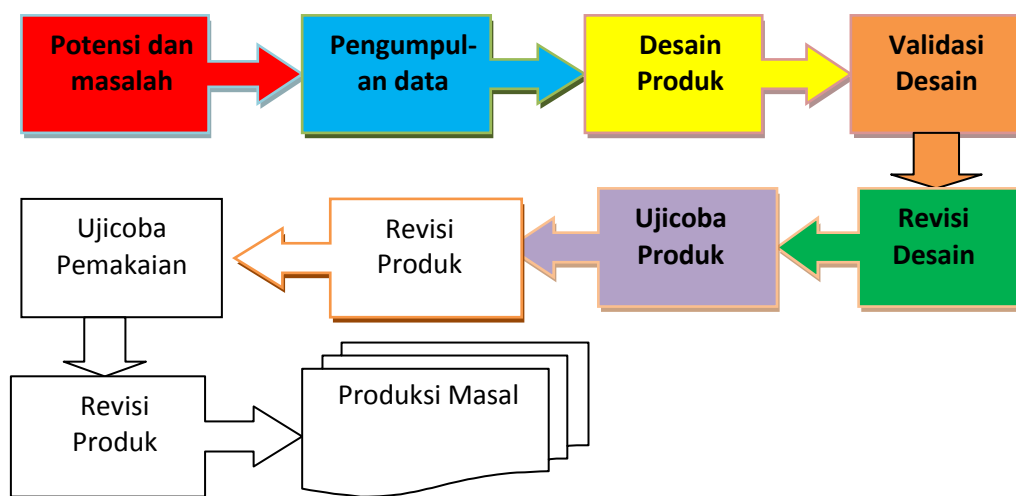 Potensi dan
masalah
Pengumpul-
an data
Desain
Produk
Validasi
Desain
Revisi
Desain
Ujicoba
Produk
Revisi
Produk
Ujicoba
Pemakaian
Revisi
Produk
Produksi Masal